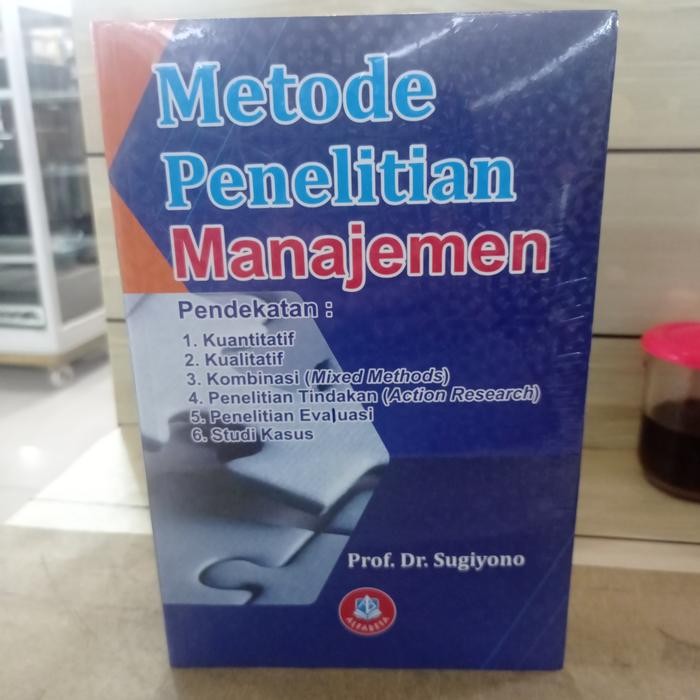 Metode
Penelitian
Manajemen
Pendekatan :
1. Kuantitatif
2. Kualitatif
3. Kombinasi (Mixed Methods)
4. Penelitian Tindakan (Action Research)
5. Penelitian Evaluasi
6. Studi Kasus
Prof. Dr. Sugiyono
ALFABETA